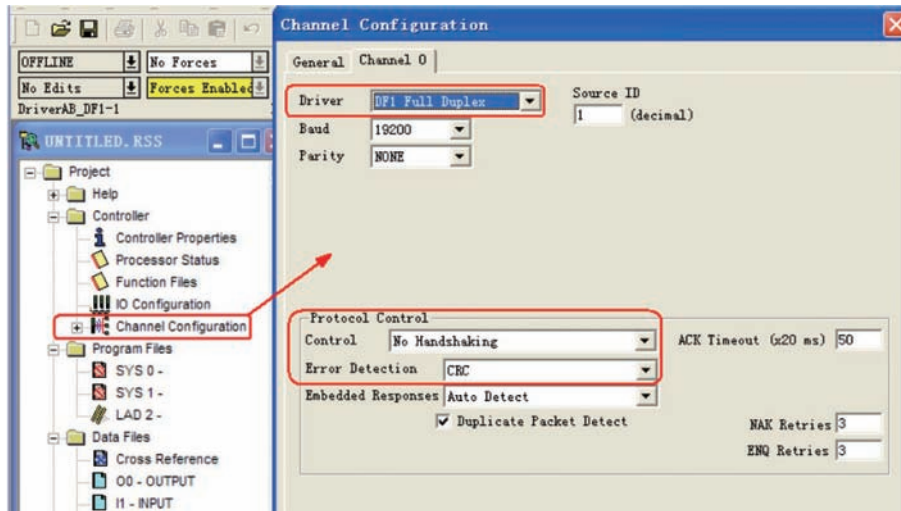 Channel Configuration
OFFLINE No Forces
No Edits Forces Enabled
DriverAB_DF1-1
UNTITLED.RSS
Project
Help
Controller
Controller Properties
Processor Status
Function Files
IO Configuration
Channel Configuration
Program Files
SYS 0 -
SYS 1 -
LAD 2 -
Data Files
Cross Reference
O0 - OUTPUT
I1 - INPUT
General Channel 0
Driver DF1 Full Duplex
Source ID
1 (decimal)
Baud 19200
Parity NONE
Protocol Control
Control No Handshaking
ACK Timeout (x20 ms) 50
Error Detection CRC
Embedded Responses Auto Detect
Duplicate Packet Detect
NAK Retries 3
ENQ Retries 3